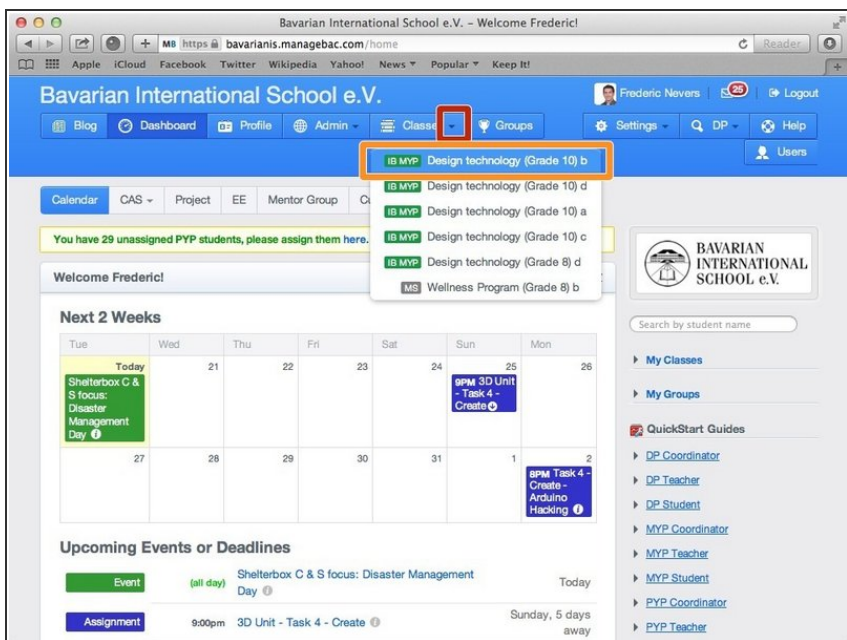 Bavarian International School e.V. – Welcome Frederic!
MB https bavarianis.managebac.com/home
Reader
Apple iCloud Facebook Twitter Wikipedia Yahoo! News Popular Keep It!
Bavarian International School e.V.
Frederic Nevers 25 Logout
Blog Dashboard Profile Admin Classe Groups Settings DP Help
Users
IB MYP Design technology (Grade 10) b
IB MYP Design technology (Grade 10) d
IB MYP Design technology (Grade 10) a
IB MYP Design technology (Grade 10) c
IB MYP Design technology (Grade 8) d
MS Wellness Program (Grade 8) b
Calendar CAS Project EE Mentor Group
You have 29 unassigned PYP students, please assign them here.
Welcome Frederic!
Next 2 Weeks
Tue Wed Thu Fri Sat Sun Mon
Today 21 22 23 24 25 26
Shelterbox C &
S focus:
Disaster
Management
Day
9PM 3D Unit
- Task 4 -
Create
27 28 29 30 31 1 2
8PM Task 4 -
Create -
Arduino
Hacking
Upcoming Events or Deadlines
Event (all day) Shelterbox C & S focus: Disaster Management
Day
Today
Assignment 9:00pm 3D Unit - Task 4 - Create
Sunday, 5 days
away
BAVARIAN
INTERNATIONAL
SCHOOL e.V.
Search by student name
My Classes
My Groups
QuickStart Guides
DP Coordinator
DP Teacher
DP Student
MYP Coordinator
MYP Teacher
MYP Student
PYP Coordinator
PYP Teacher